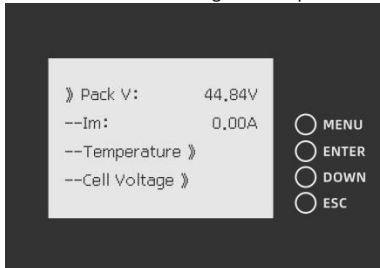 》 Pack V: 44.84V
--Im: 0.00A
--Temperature 》
--Cell Voltage 》
MENU
ENTER
DOWN
ESC